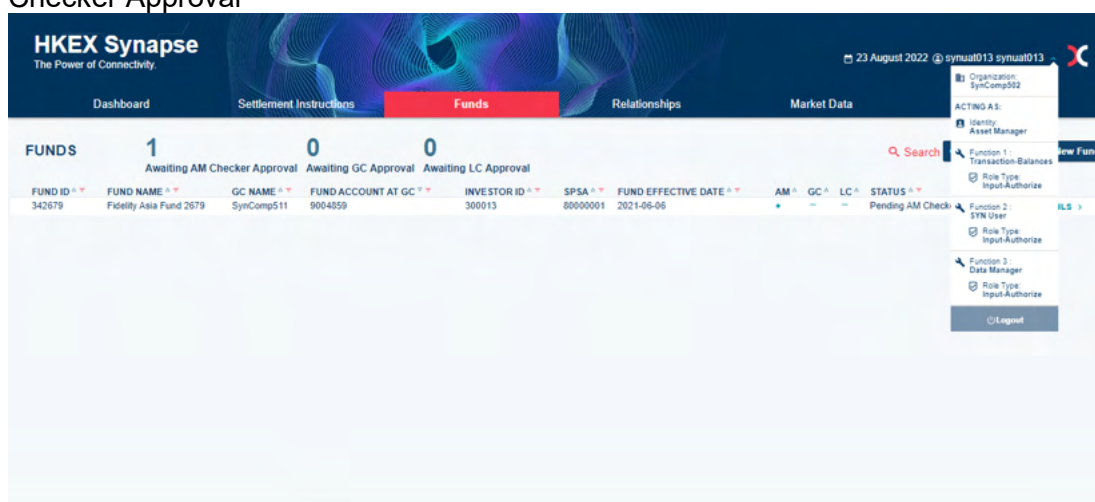 Checker Approval
HKEX Synapse
The Power of Connectivity.
23 August 2022 synuat013 synuat013
Dashboard Settlement Instructions Funds Relationships Market Data
Organization:
SynComp502
ACTING AS:
Identity:
Asset Manager
Function 1 :
Transaction-Balances
Role Type:
Input-Authorize
Function 2 :
SYN User
Role Type:
Input-Authorize
Function 3 :
Data Manager
Role Type:
Input-Authorize
Logout
FUNDS
1 0 0
Awaiting AM Checker Approval Awaiting GC Approval Awaiting LC Approval
Search New Fun
FUND ID FUND NAME GC NAME FUND ACCOUNT AT GC INVESTOR ID SPSA FUND EFFECTIVE DATE AM GC LC STATUS
342679 Fidelity Asia Fund 2679 SynComp511 9004859 300013 80000001 2021-06-06 Pending AM Check ILS >